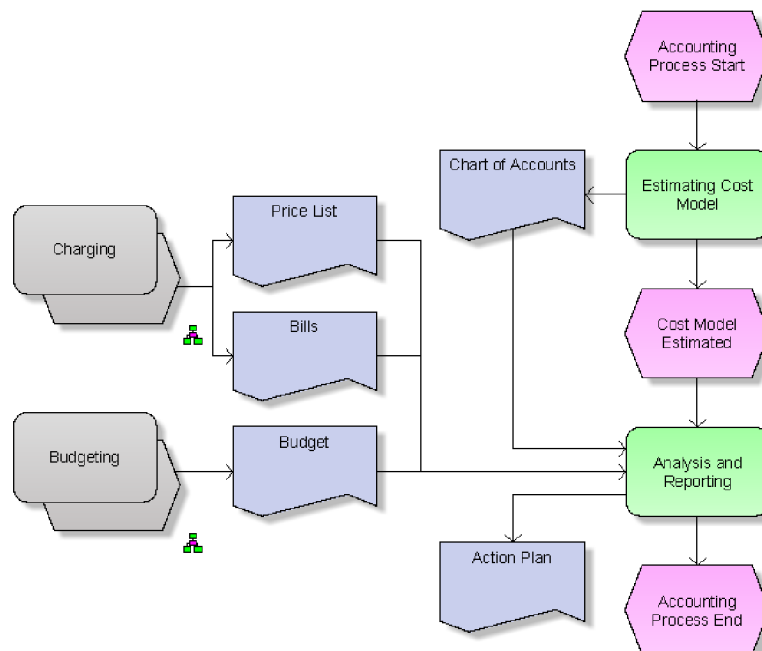 Accounting
Process Start
Chart of Accounts
Estimating Cost
Model
Price List
Charging
Bills
Cost Model
Estimated
Budgeting
Budget
Analysis and
Reporting
Action Plan
Accounting
Process End